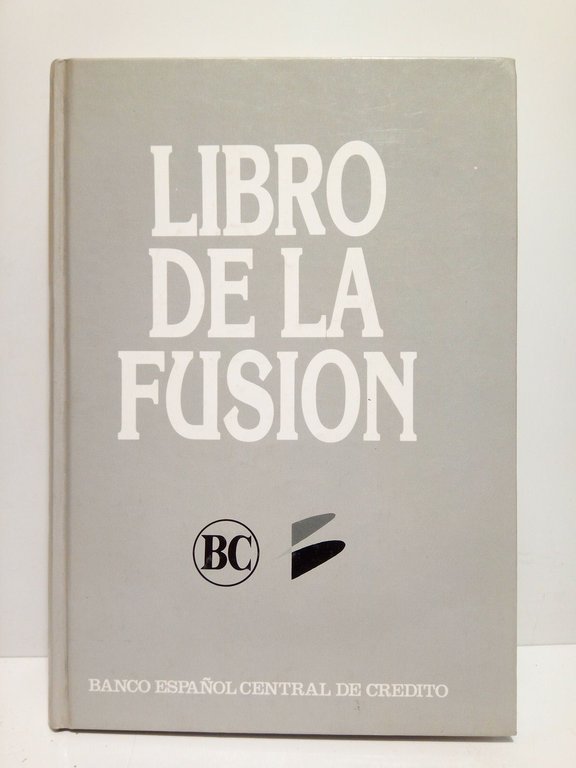 LIBRO
DE LA
FUSION
BC
BANCO ESPAÑOL CENTRAL DE CREDITO